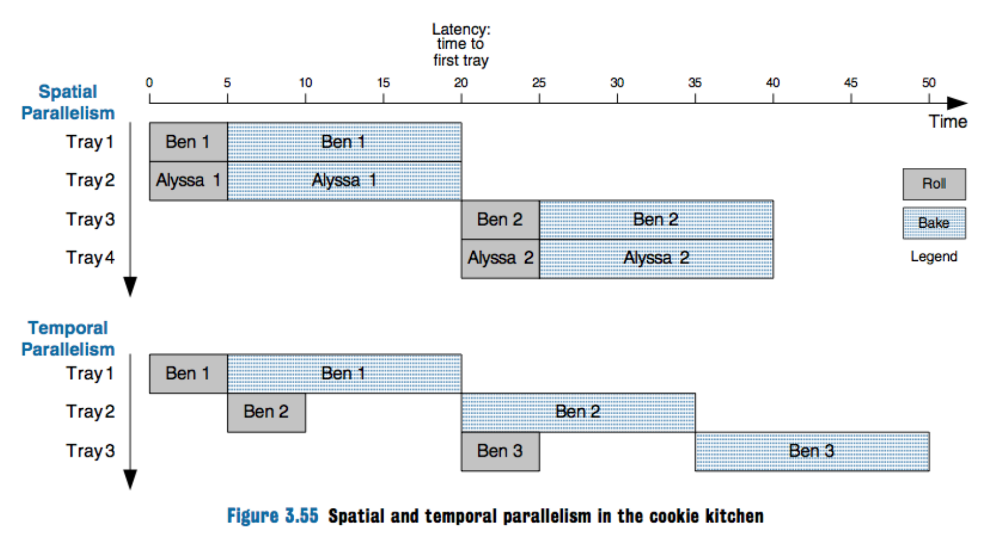 Latency:
time to
first tray
0 5 10 15 20 25 30 35 40 45 50
Time
Spatial
Parallelism
Tray 1 Ben 1 Ben 1
Tray 2 Alyssa 1 Alyssa 1
Tray 3 Ben 2 Ben 2
Tray 4 Alyssa 2 Alyssa 2
Roll
Bake
Legend
Temporal
Parallelism
Tray 1 Ben 1 Ben 1
Tray 2 Ben 2 Ben 2
Tray 3 Ben 3 Ben 3
Figure 3.55 Spatial and temporal parallelism in the cookie kitchen